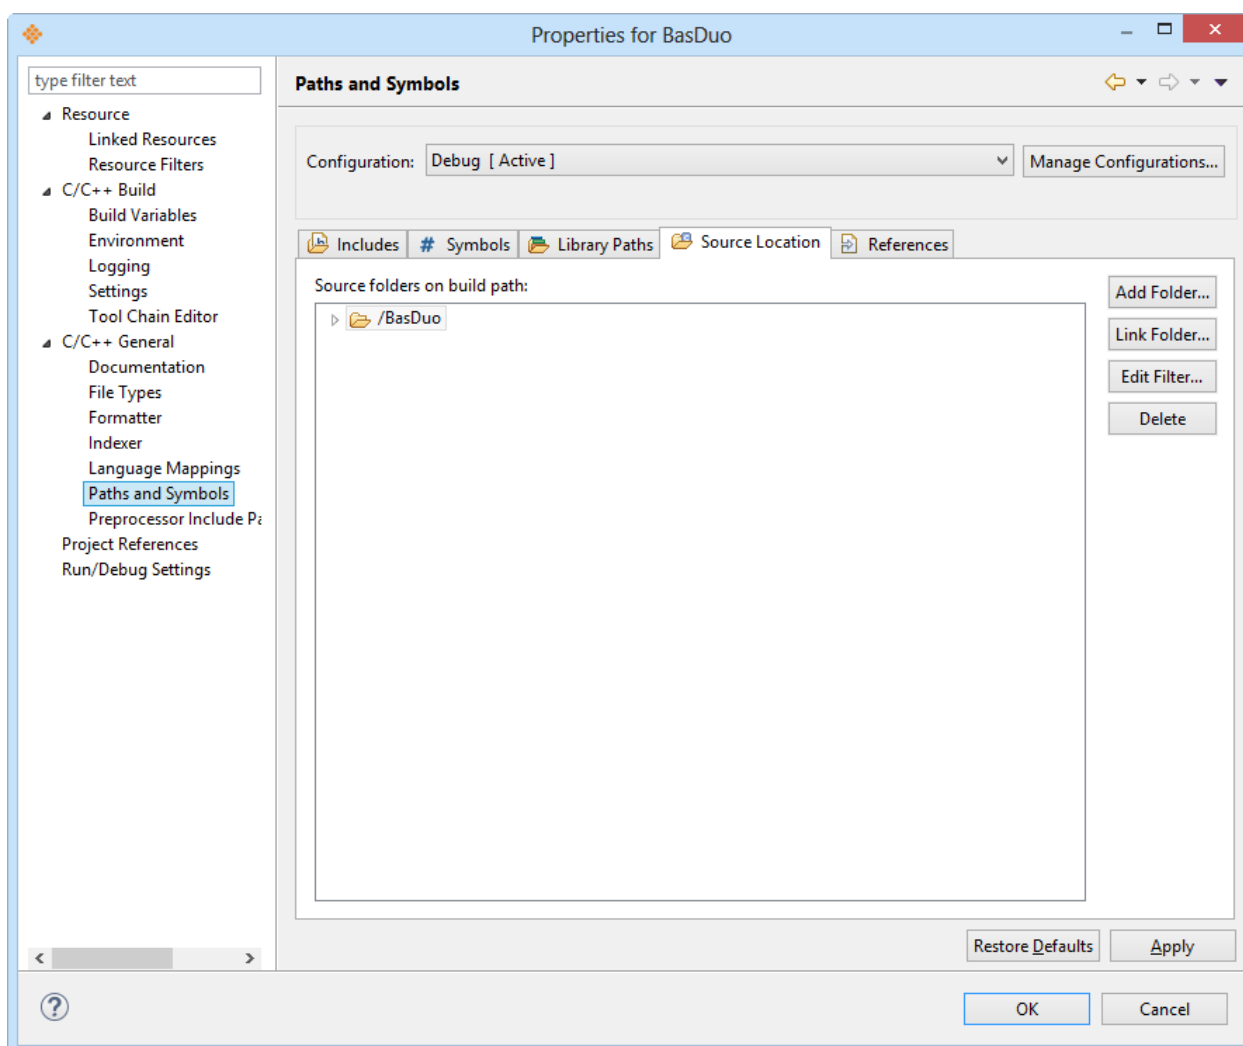 Properties for BasDuo
type filter text
Resource
Linked Resources
Resource Filters
C/C++ Build
Build Variables
Environment
Logging
Settings
Tool Chain Editor
C/C++ General
Documentation
File Types
Formatter
Indexer
Language Mappings
Paths and Symbols
Preprocessor Include Pa
Project References
Run/Debug Settings
Paths and Symbols
Configuration: Debug [ Active ] Manage Configurations...
Includes # Symbols Library Paths Source Location References
Source folders on build path:
/BasDuo
Add Folder...
Link Folder...
Edit Filter...
Delete
Restore Defaults Apply
OK Cancel